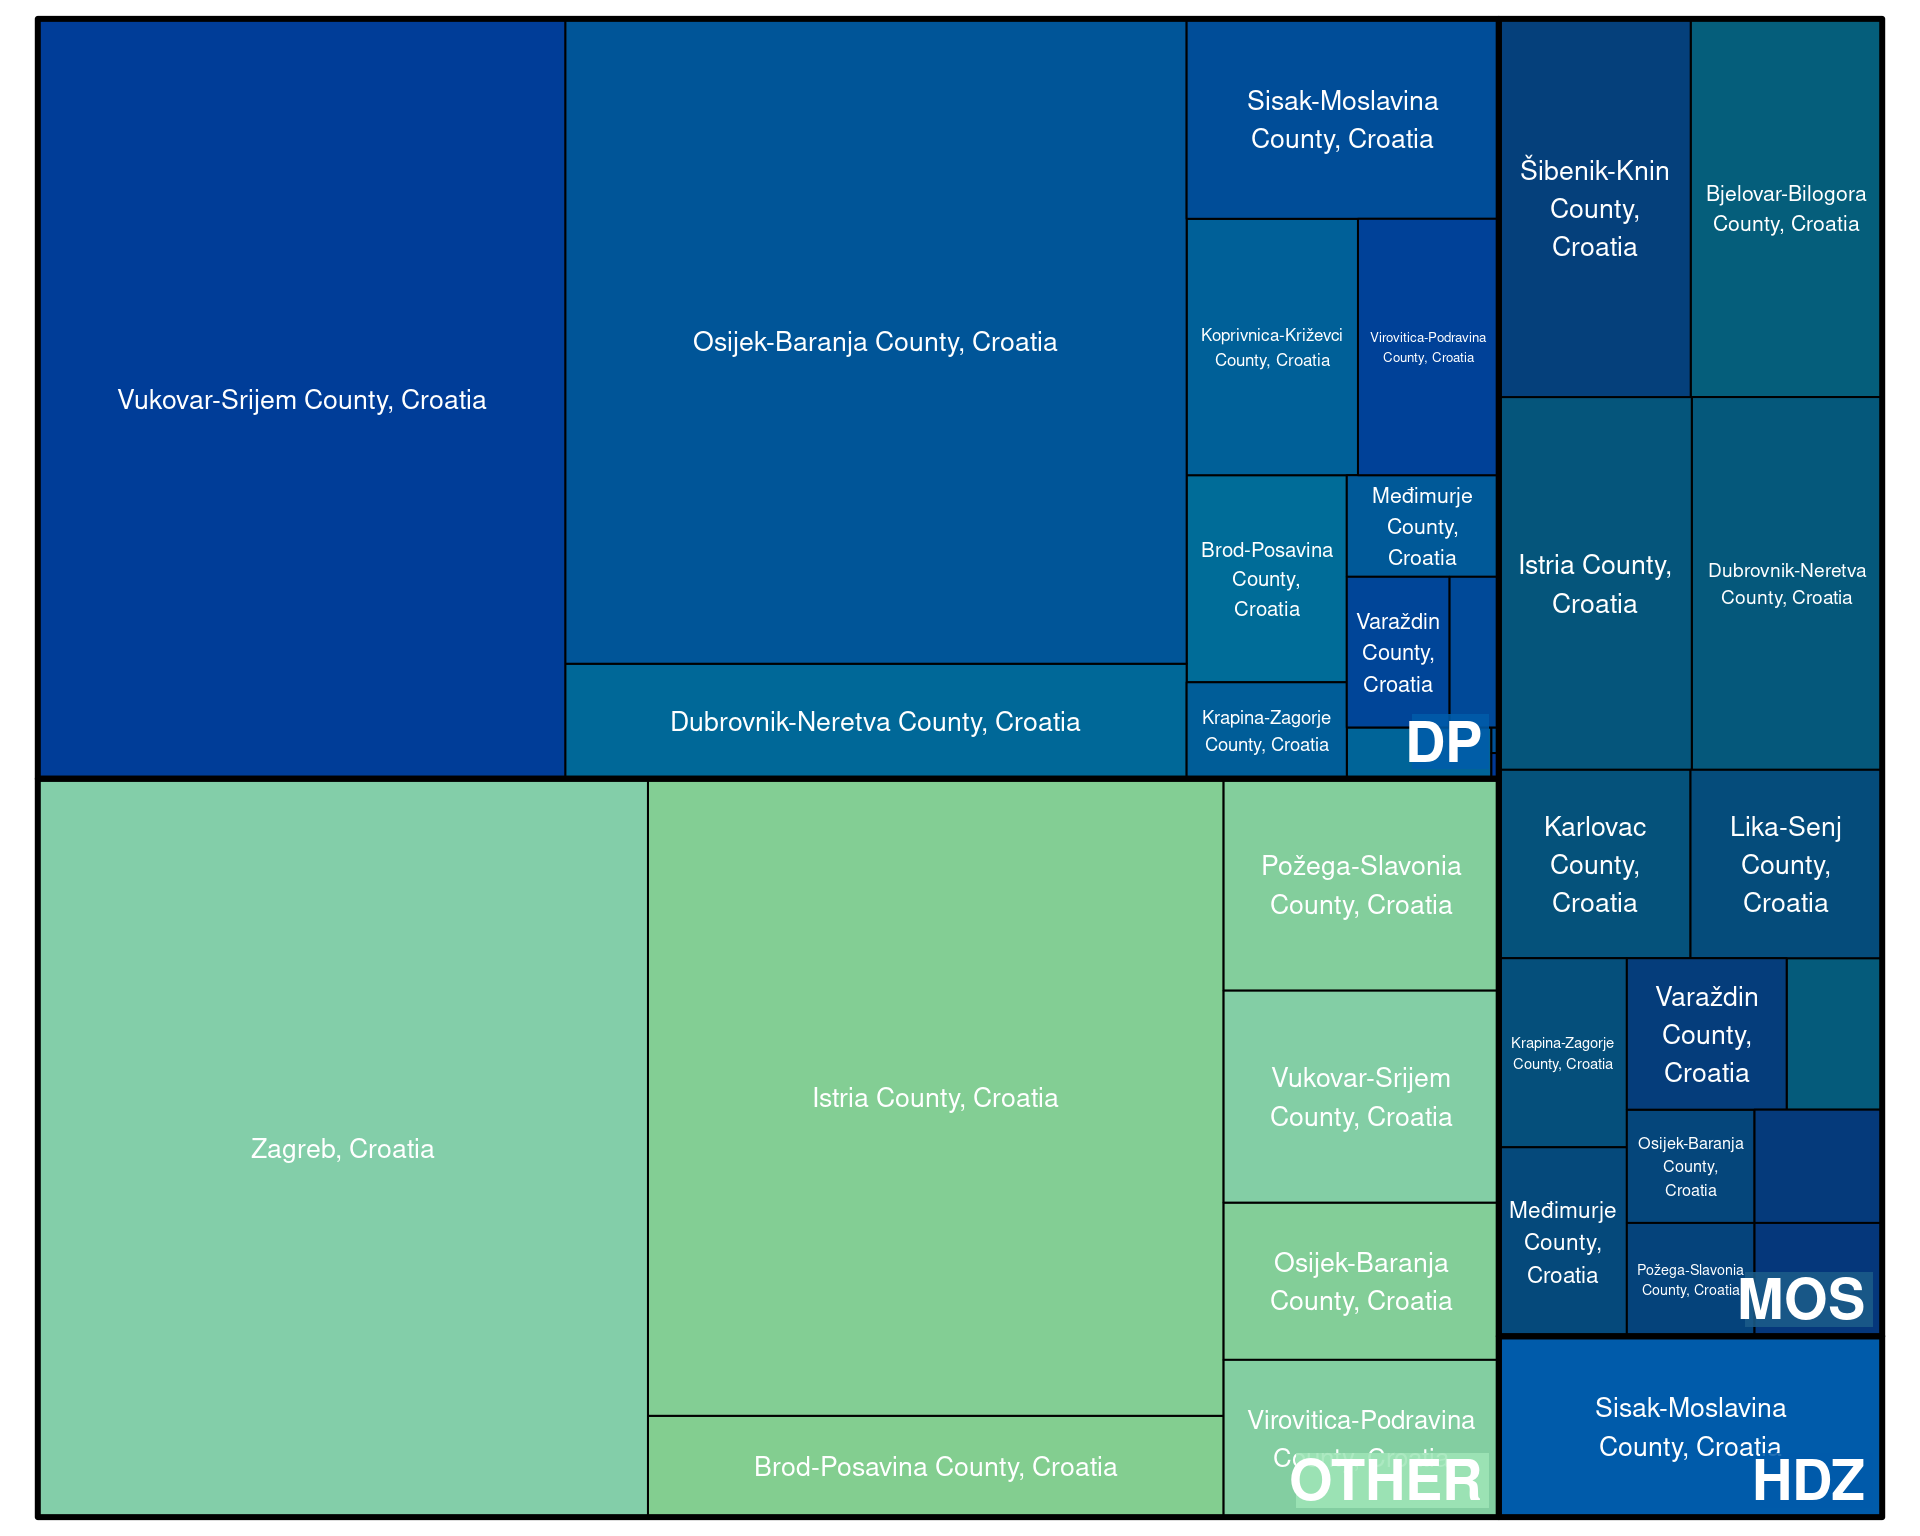 Vukovar-Srijem County, Croatia
Osijek-Baranja County, Croatia
Dubrovnik-Neretva County, Croatia
Sisak-Moslavina
County, Croatia
Koprivnica-Križevci
County, Croatia
Virovitica-Podravina
County, Croatia
Brod-Posavina
County,
Croatia
Međimurje
County,
Croatia
Varaždin
County,
Croatia
Krapina-Zagorje
County, Croatia
DP
Zagreb, Croatia
Istria County, Croatia
Brod-Posavina County, Croatia
Požega-Slavonia
County, Croatia
Vukovar-Srijem
County, Croatia
Osijek-Baranja
County, Croatia
Virovitica-Podravina
County, Croatia
OTHER
Šibenik-Knin
County,
Croatia
Bjelovar-Bilogora
County, Croatia
Istria County,
Croatia
Dubrovnik-Neretva
County, Croatia
Karlovac
County,
Croatia
Lika-Senj
County,
Croatia
Krapina-Zagorje
County, Croatia
Varaždin
County,
Croatia
Međimurje
County,
Croatia
Osijek-Baranja
County,
Croatia
Požega-Slavonia
County, Croatia
MOS
Sisak-Moslavina
County, Croatia
HDZ